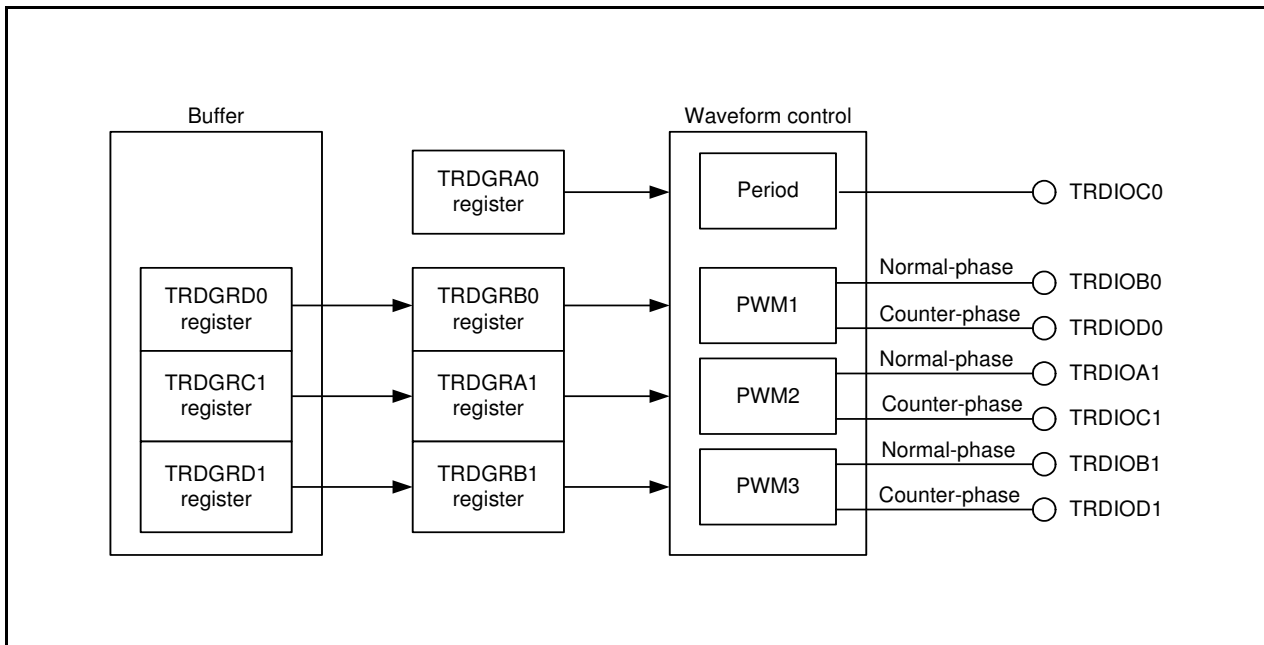 Buffer
Waveform control
TRDGRA0
register
Period
TRDIOC0
TRDGRD0
register
TRDGRB0
register
PWM1
Normal-phase
TRDIOB0
Counter-phase
TRDIOD0
TRDGRC1
register
TRDGRA1
register
PWM2
Normal-phase
TRDIOA1
Counter-phase
TRDIOC1
TRDGRD1
register
TRDGRB1
register
PWM3
Normal-phase
TRDIOB1
Counter-phase
TRDIOD1